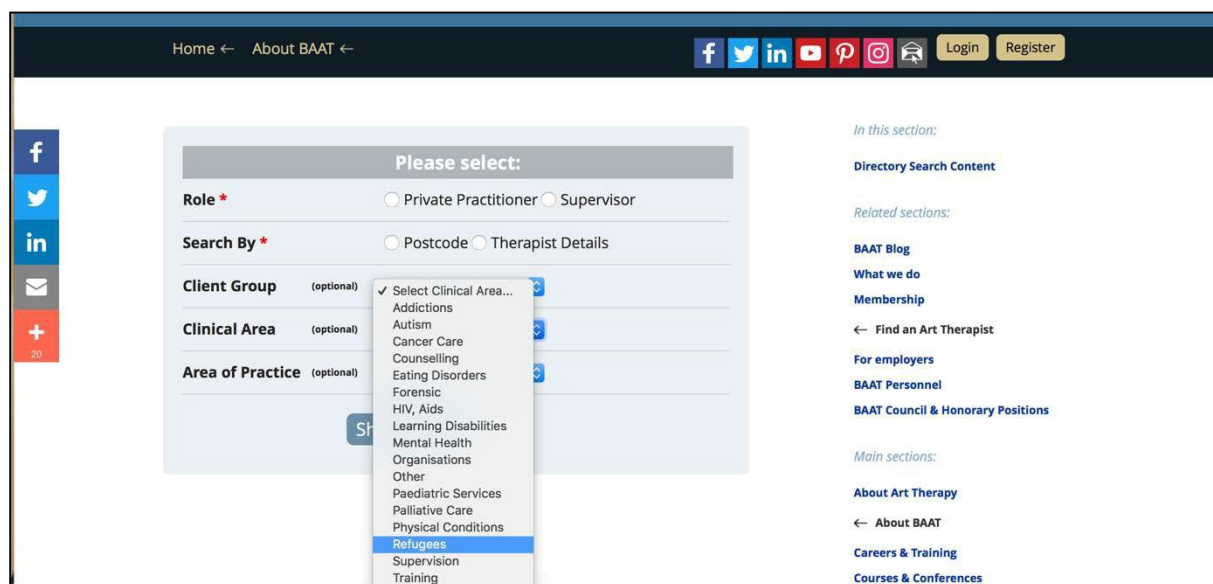 Home ← About BAAT ←
Login Register
20
Please select:
Role * Private Practitioner Supervisor
Search By * Postcode Therapist Details
Client Group (optional)
Clinical Area (optional)
Area of Practice (optional)
✓ Select Clinical Area...
Addictions
Autism
Cancer Care
Counselling
Eating Disorders
Forensic
HIV, Aids
Learning Disabilities
Mental Health
Organisations
Other
Paediatric Services
Palliative Care
Physical Conditions
Refugees
Supervision
Training
In this section:
Directory Search Content
Related sections:
BAAT Blog
What we do
Membership
← Find an Art Therapist
For employers
BAAT Personnel
BAAT Council & Honorary Positions
Main sections:
About Art Therapy
← About BAAT
Careers & Training
Courses & Conferences